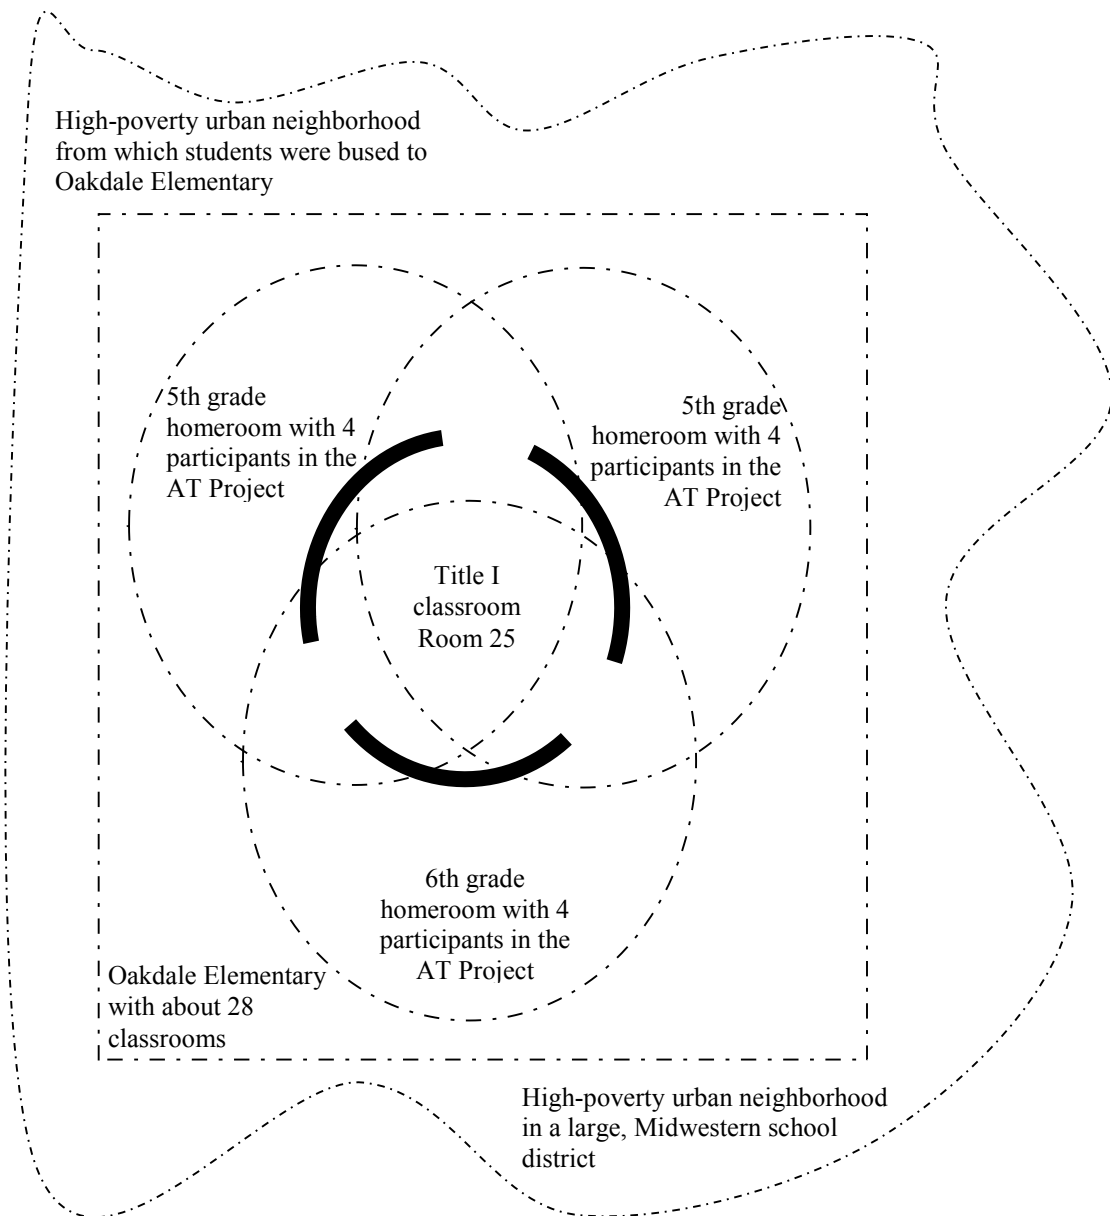 High-poverty urban neighborhood
from which students were bused to
Oakdale Elementary
5th grade
homeroom with 4
participants in the
AT Project
5th grade
homeroom with 4
participants in the
AT Project
Title I
classroom
Room 25
6th grade
homeroom with 4
participants in the
AT Project
Oakdale Elementary
with about 28
classrooms
High-poverty urban neighborhood
in a large, Midwestern school
district